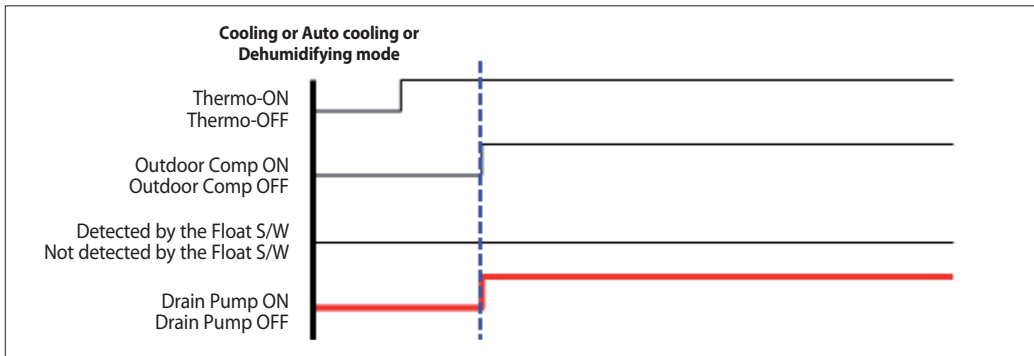 Cooling or Auto cooling or
Dehumidifying mode
Thermo-ON
Thermo-OFF
Outdoor Comp ON
Outdoor Comp OFF
Detected by the Float S/W
Not detected by the Float S/W
Drain Pump ON
Drain Pump OFF